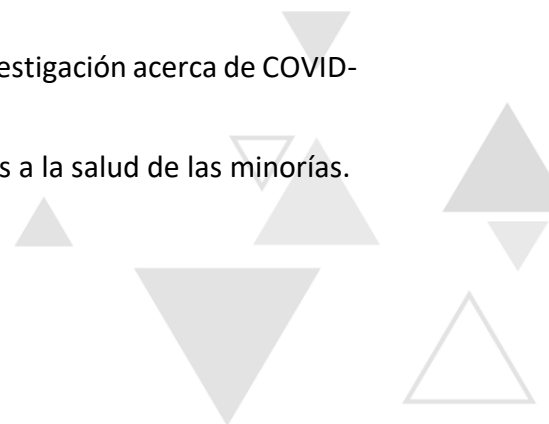 estigación acerca de COVID-
s a la salud de las minorías.